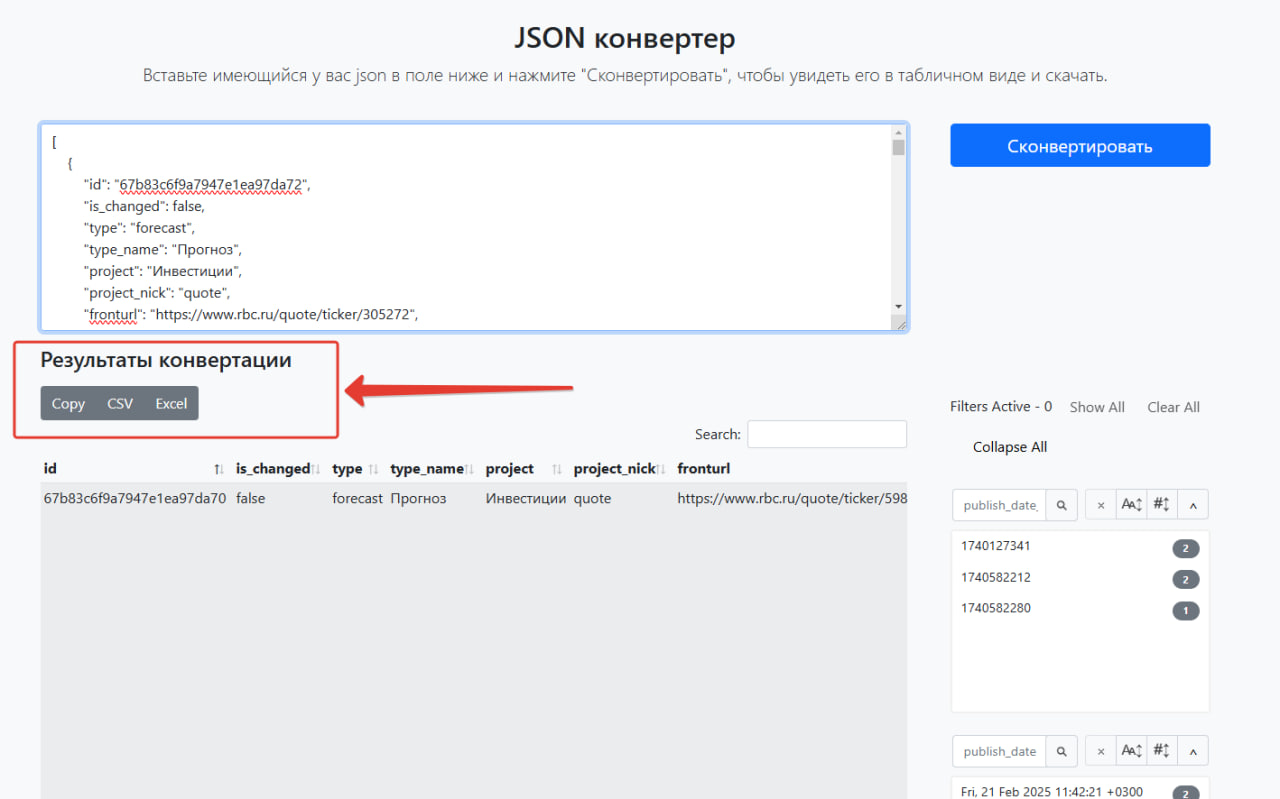 JSON конвертер
Вставьте имеющийся у вас json в поле ниже и нажмите "Сконвертировать", чтобы увидеть его в табличном виде и скачать.
[
{
"id": "67b83c6f9a7947e1ea97da72",
"is_changed": false,
"type": "forecast",
"type_name": "Прогноз",
"project": "Инвестиции",
"project_nick": "quote",
"fronturl": "https://www.rbc.ru/quote/ticker/305272",
Сконвертировать
Результаты конвертации
Copy CSV Excel
Search:
id is_changed type type_name project project_nick fronturl
67b83c6f9a7947e1ea97da70 false forecast Прогноз Инвестиции quote https://www.rbc.ru/quote/ticker/598
Filters Active - 0 Show All Clear All
Collapse All
publish_date_
1740127341 2
1740582212 2
1740582280 1
publish_date
Fri, 21 Feb 2025 11:42:21 +0300 2